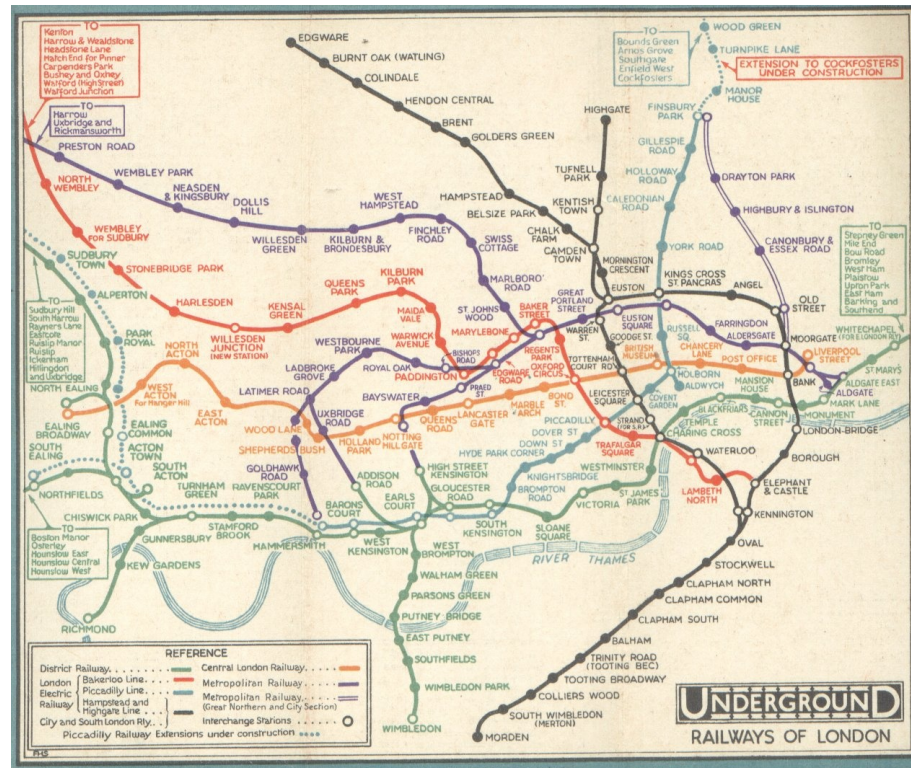 TO
Kenton
Harrow & Wealdstone
Headstone Lane
Hatch End for Pinner
Carpenders Park
Bushey and Oxhey
Watford (High Street)
Watford Junction
TO
Harrow
Uxbridge and
Rickmansworth
PRESTON ROAD
WEMBLEY PARK
NEASDEN
& KINGSBURY
DOLLIS
HILL
WILLESDEN
GREEN
KILBURN &
BRONDESBURY
WEST
HAMPSTEAD
FINCHLEY
ROAD
SWISS
COTTAGE
MARLBORO'
ROAD
ST. JOHNS
WOOD
NORTH
WEMBLEY
WEMBLEY
FOR SUDBURY
STONEBRIDGE PARK
HARLESDEN
WILLESDEN
JUNCTION
(NEW STATION)
KENSAL
GREEN
QUEENS
PARK
KILBURN
PARK
MAIDA
VALE
WARWICK
AVENUE
PADDINGTON
EDGWARE
ROAD
MARYLEBONE
BAKER
STREET
REGENTS
PARK
OXFORD
CIRCUS
EDGWARE
BURNT OAK (WATLING)
COLINDALE
HENDON CENTRAL
BRENT
GOLDERS GREEN
HAMPSTEAD
BELSIZE PARK
CHALK
FARM
CAMDEN
TOWN
HIGHGATE
TUFNELL
PARK
KENTISH
TOWN
MORNINGTON
CRESCENT
EUSTON
TO
Bounds Green
Arnos Grove
Southgate
Enfield West
Cockfosters
WOOD GREEN
TURNPIKE LANE
EXTENSION TO COCKFOSTERS
UNDER CONSTRUCTION
MANOR
HOUSE
FINSBURY
PARK
GILLESPIE
ROAD
HOLLOWAY
ROAD
CALEDONIAN
ROAD
YORK ROAD
KINGS CROSS
ST. PANCRAS
DRAYTON PARK
HIGHBURY & ISLINGTON
CANONBURY &
ESSEX ROAD
OLD
STREET
ANGEL
MOORGATE
BANK
TO
Stepney Green
Mile End
Bow Road
Bromley
West Ham
Plaistow
Upton Park
East Ham
Barking and
Southend
WHITECHAPEL
(FOR E. LONDON RLY)
ST. MARY'S
ALDGATE EAST
ALDGATE
MARK LANE
MONUMENT
LIVERPOOL
STREET
GREAT
PORTLAND
STREET
EUSTON
SQUARE
FARRINGDON
ALDERSGATE
WARREN
ST.
GOODGE ST.
TOTTENHAM
COURT RD.
LEICESTER
SQUARE
STRAND
CHARING CROSS
RUSSELL
SQ.
BRITISH
MUSEUM
CHANCERY
LANE
POST OFFICE
HOLBORN
ALDWYCH
COVENT
GARDEN
SUDBURY
TOWN
ALPERTON
PARK
ROYAL
TO
Sudbury Hill
South Harrow
Rayners Lane
Eastcote
Ruislip Manor
Ruislip
Ickenham
Hillingdon
and Uxbridge
NORTH EALING
EALING
BROADWAY
EALING
COMMON
ACTON
TOWN
SOUTH
EALING
NORTHFIELDS
SOUTH
ACTON
NORTH
ACTON
WEST
ACTON
For Hanger Hill
EAST
ACTON
WOOD LANE
SHEPHERDS BUSH
WESTBOURNE
PARK
LADBROKE
GROVE
LATIMER ROAD
ROYAL OAK
BISHOPS
ROAD
PRAED
ST.
BAYSWATER
UXBRIDGE
ROAD
HOLLAND
PARK
NOTTING
HILL GATE
QUEENS
ROAD
LANCASTER
GATE
MARBLE
ARCH
BOND
ST.
GOLDHAWK
ROAD
ADDISON
ROAD
HIGH STREET
KENSINGTON
PICCADILLY
DOVER ST
DOWN ST
HYDE PARK CORNER
KNIGHTSBRIDGE
BROMPTON
ROAD
TRAFALGAR
SQUARE
TEMPLE
BLACKFRIARS
MANSION
HOUSE
CANNON
STREET
LONDON-BRIDGE
BOROUGH
WATERLOO
LAMBETH
NORTH
ELEPHANT
& CASTLE
KENNINGTON
WESTMINSTER
ST JAMES
PARK
VICTORIA
SLOANE
SQUARE
SOUTH
KENSINGTON
GLOUCESTER
ROAD
EARLS
COURT
BARONS
COURT
WEST
KENSINGTON
HAMMERSMITH
RAVENSCOURT
PARK
STAMFORD
BROOK
TURNHAM
GREEN
CHISWICK PARK
GUNNERSBURY
KEW GARDENS
RICHMOND
TO
Boston Manor
Osterley
Hounslow East
Hounslow Central
Hounslow West
WEST
BROMPTON
WALHAM GREEN
PARSONS GREEN
PUTNEY BRIDGE
EAST PUTNEY
SOUTHFIELDS
WIMBLEDON PARK
WIMBLEDON
RIVER THAMES
OVAL
STOCKWELL
CLAPHAM NORTH
CLAPHAM COMMON
CLAPHAM SOUTH
BALHAM
TRINITY ROAD
(TOOTING BEC)
TOOTING BROADWAY
COLLIERS WOOD
SOUTH WIMBLEDON
(MERTON)
MORDEN
REFERENCE
District Railway
London
Electric
Railway
Bakerloo Line
Piccadilly Line
Hampstead and
Highgate Line
City and South London Rly.
Central London Railway
Metropolitan Railway
Metropolitan Railway
(Great Northern and City Section)
Interchange Stations
Piccadilly Railway Extensions under construction
FHS
UNDERGROUND
RAILWAYS OF LONDON